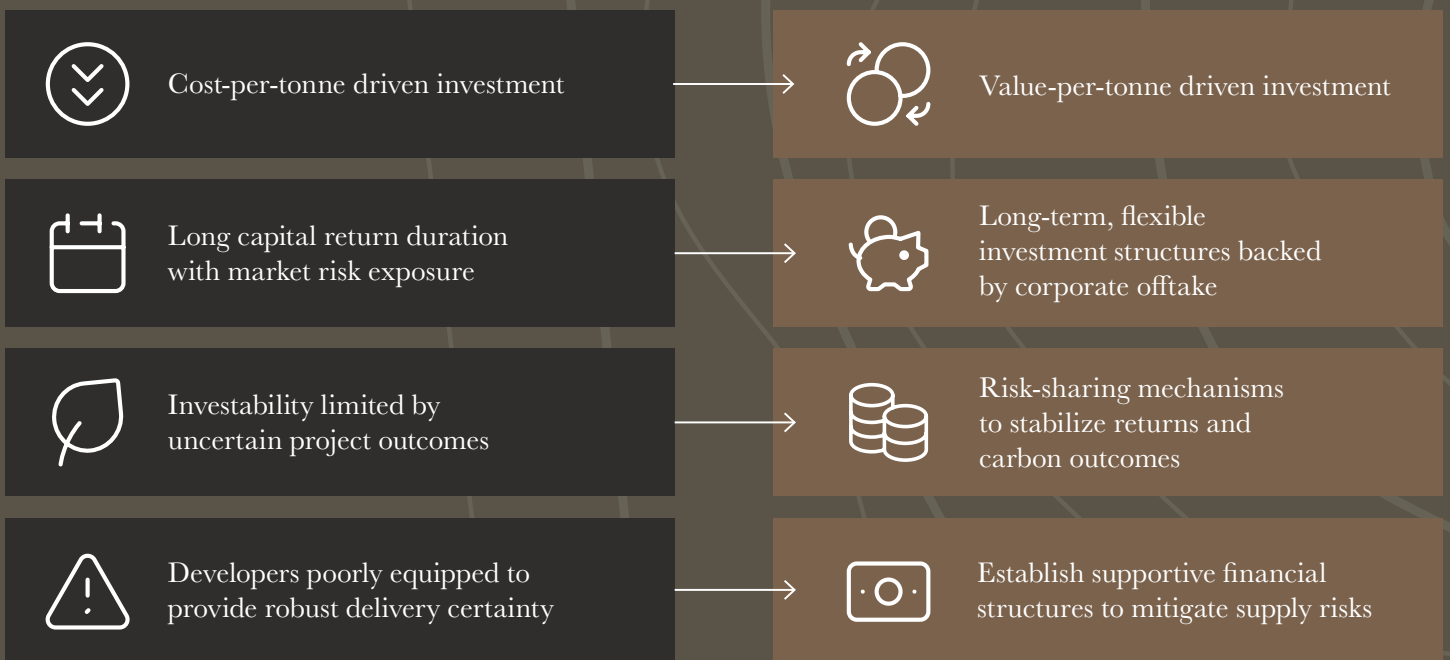 Cost-per-tonne driven investment
Value-per-tonne driven investment
Long capital return duration
with market risk exposure
Long-term, flexible
investment structures backed
by corporate offtake
Investability limited by
uncertain project outcomes
Risk-sharing mechanisms
to stabilize returns and
carbon outcomes
Developers poorly equipped to
provide robust delivery certainty
Establish supportive financial
structures to mitigate supply risks